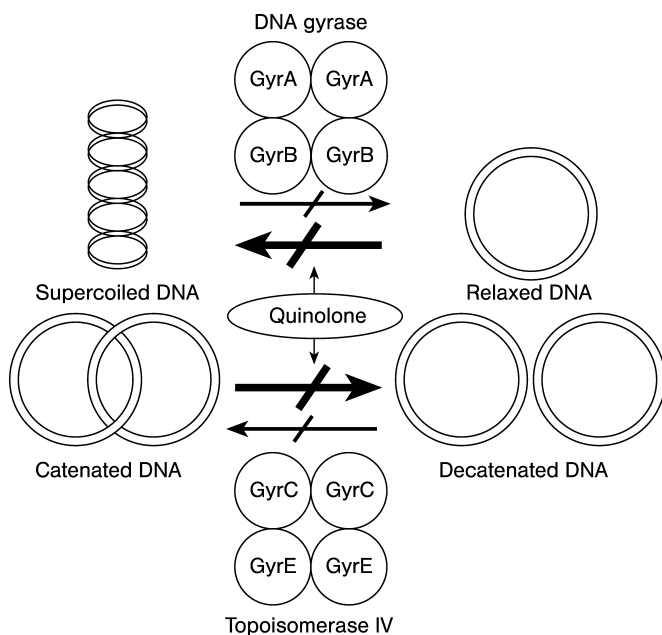 DNA gyrase
GyrA GyrA
GyrB GyrB
Supercoiled DNA
Relaxed DNA
Quinolone
Catenated DNA
Decatenated DNA
GyrC GyrC
GyrE GyrE
Topoisomerase IV